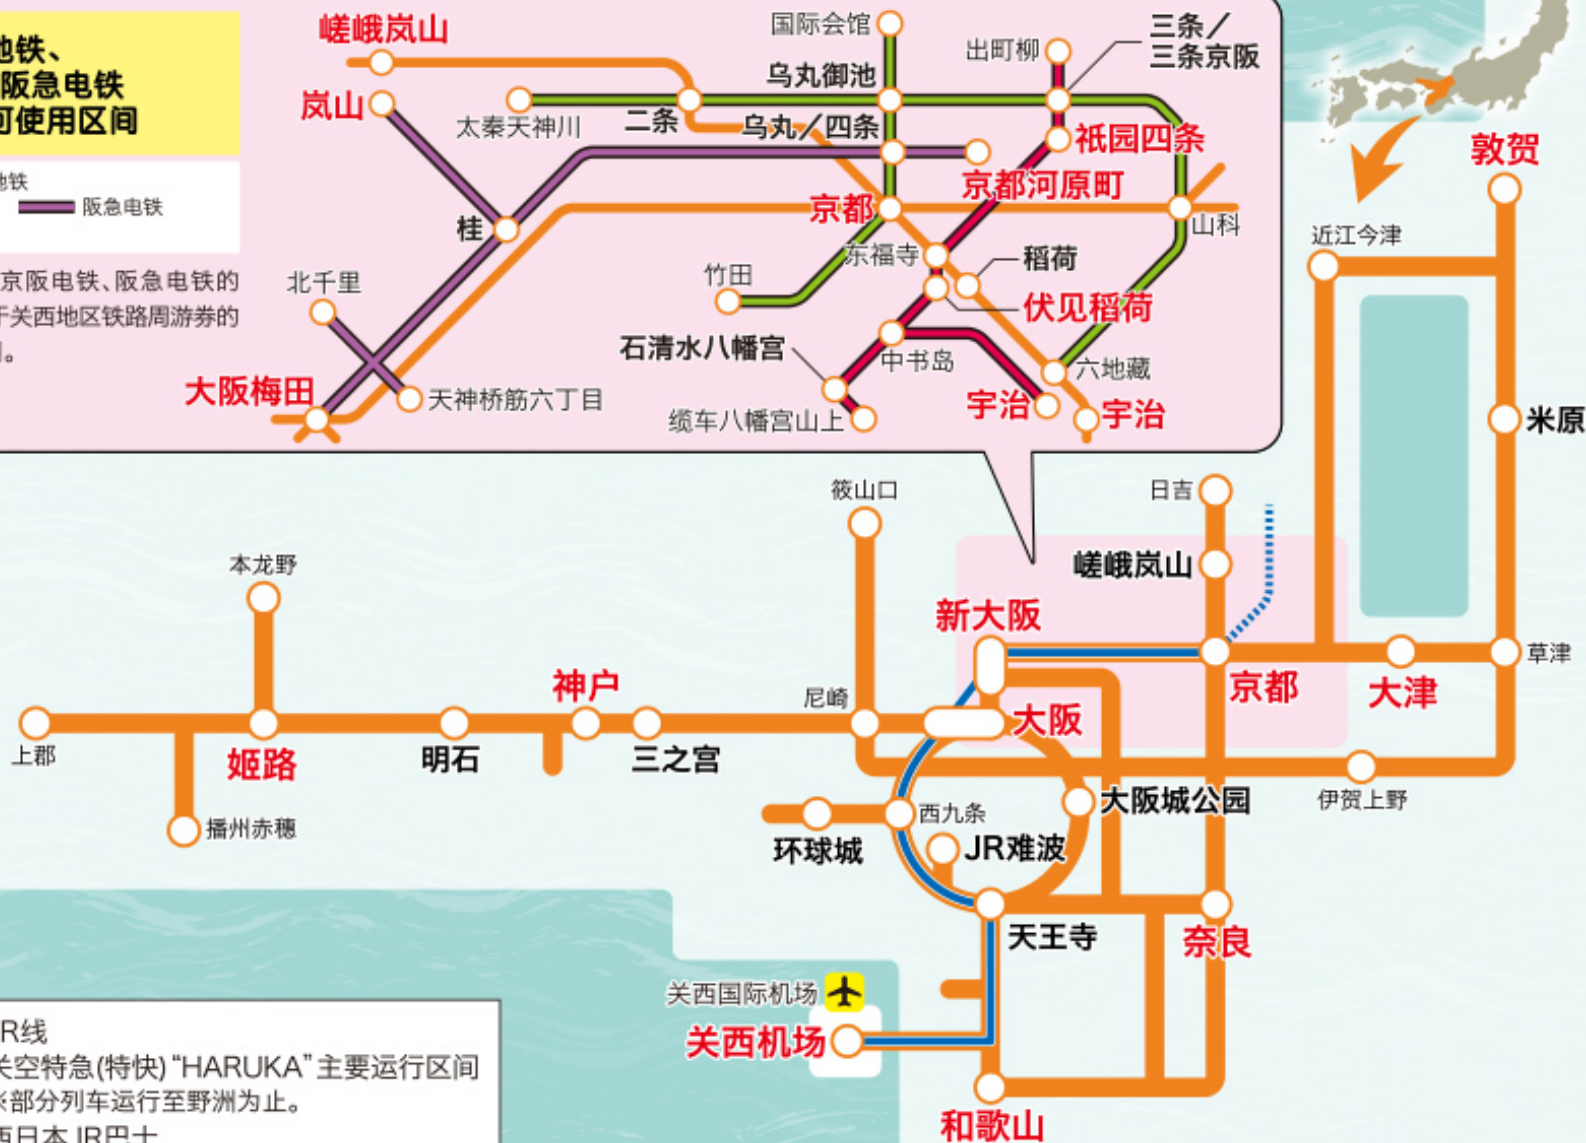 地铁、
阪急电铁
可使用区间
地铁
阪急电铁
京阪电铁、阪急电铁的
于关西地区铁路周游券的
嵯峨岚山
岚山
太秦天神川
二条
国际会馆
乌丸御池
乌丸／四条
出町柳
三条／
三条京阪
祇园四条
京都河原町
京都
山科
桂
东福寺
稻荷
竹田
伏见稻荷
北千里
石清水八幡宫
中书岛
六地藏
大阪梅田
天神桥筋六丁目
缆车八幡宫山上
宇治
宇治
敦贺
近江今津
米原
筱山口
日吉
嵯峨岚山
本龙野
新大阪
京都
大津
草津
神户
尼崎
大阪
上郡
姬路
明石
三之宫
播州赤穗
伊贺上野
大阪城公园
西九条
环球城
JR难波
天王寺
奈良
关西国际机场
关西机场
和歌山
R线
关空特急(特快)“HARUKA”主要运行区间
※部分列车运行至野洲为止。
西日本JR巴士